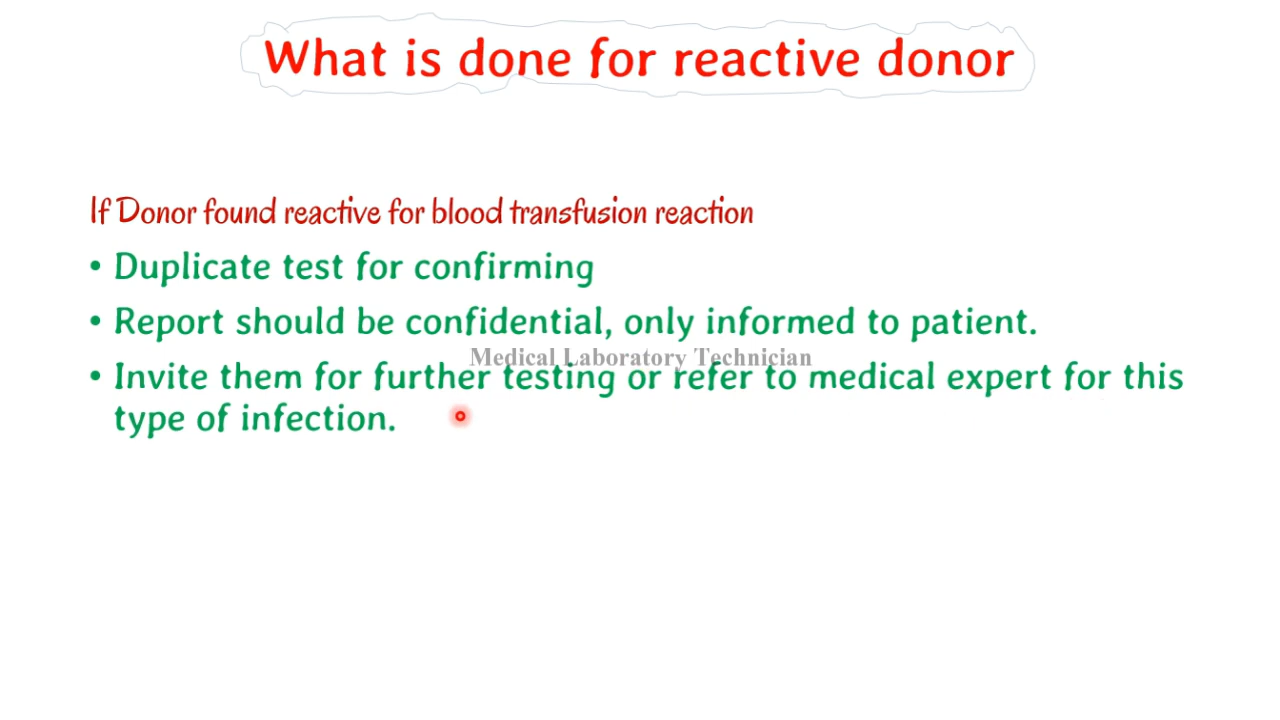 What is done for reactive donor
If Donor found reactive for blood transfusion reaction
• Duplicate test for confirming
• Report should be confidential, only informed to patient.
Medical Laboratory Technician
• Invite them for further testing or refer to medical expert for this
type of infection.